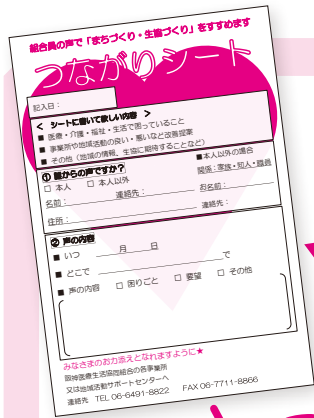 組合員の声で「まちづくり・生協づくり」をすすめます
つながりシート
記入日：
＜ シートに書いて欲しい内容 ＞
■ 医療・介護・福祉・生活で困っていること
■ 事業所や地域活動の良い・悪いなど改善提案
■ その他（地域の情報、生協に期待することなど）
① 誰からの声ですか？
□ 本人 □ 本人以外
■本人以外の場合
関係：家族・知人・職員
名前： 連絡先： お名前：
住所： 連絡先：
② 声の内容
■ いつ 月 日
■ どこで で
■ 声の内容 □ 困りごと □ 要望 □ その他
みなさまのお力添えとなれますように★
阪神医療生活協同組合の各事業所
又は地域活動サポートセンターへ
連絡先 TEL 06-6491-8822 FAX 06-7711-8866